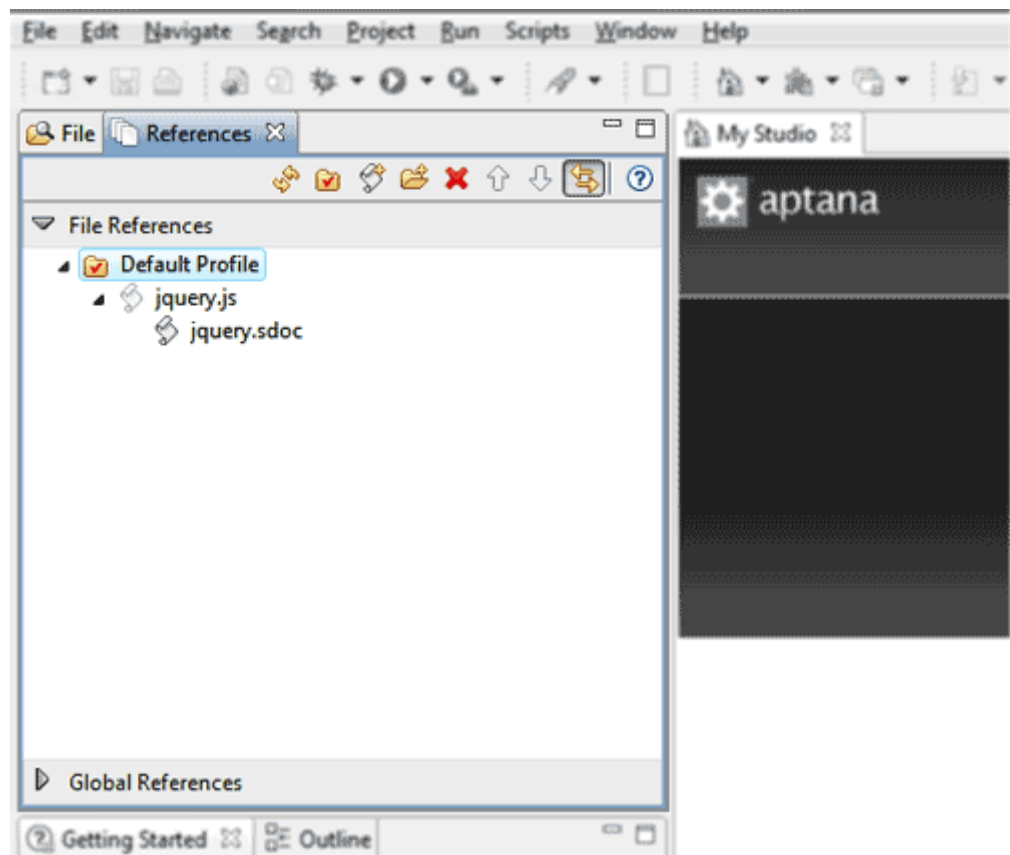 File Edit Navigate Search Project Run Scripts Window Help
File References
My Studio
aptana
File References
Default Profile
jquery.js
jquery.sdoc
Global References
Getting Started Outline